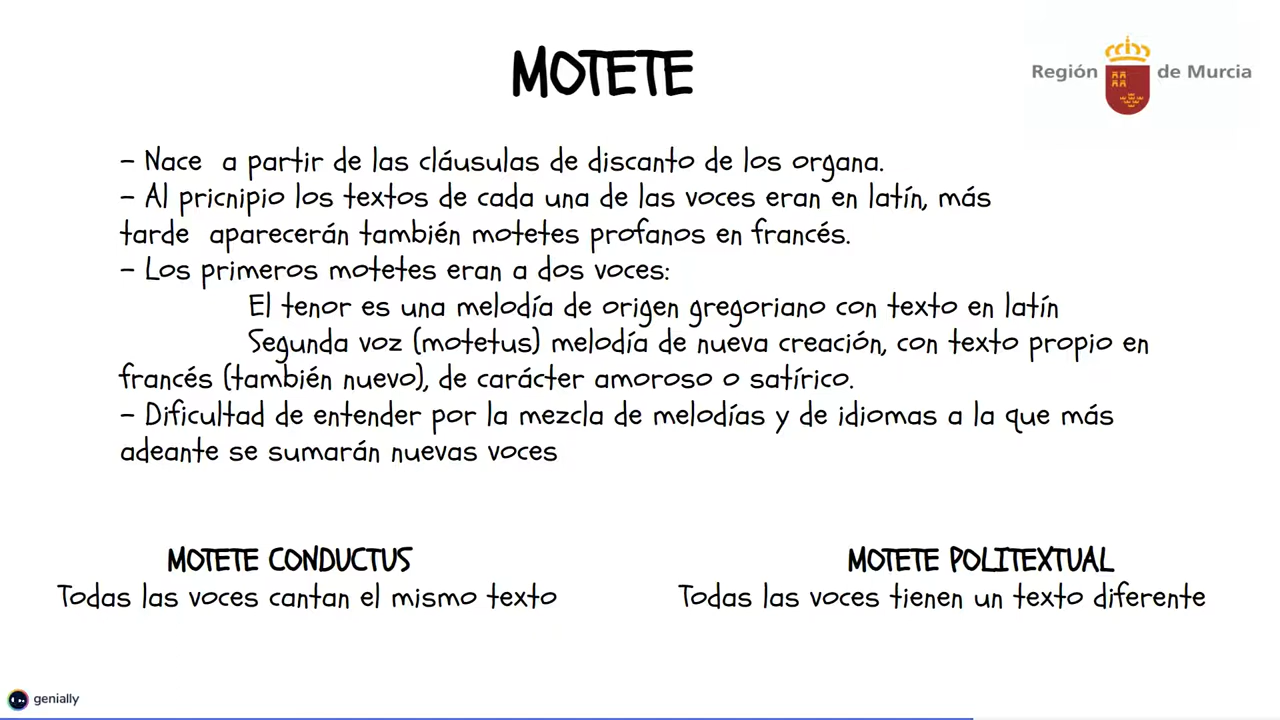 MOTETE
Región de Murcia
- Nace a partir de las cláusulas de discanto de los organa.
- Al pricnipio los textos de cada una de las voces eran en latín, más
tarde aparecerán también motetes profanos en francés.
- Los primeros motetes eran a dos voces:
El tenor es una melodía de origen gregoriano con texto en latín
Segunda voz (motetus) melodía de nueva creación, con texto propio en
francés (también nuevo), de carácter amoroso o satírico.
- Dificultad de entender por la mezcla de melodías y de idiomas a la que más
adeante se sumarán nuevas voces
MOTETE CONDUCTUS
Todas las voces cantan el mismo texto
MOTETE POLITEXTUAL
Todas las voces tienen un texto diferente
genially